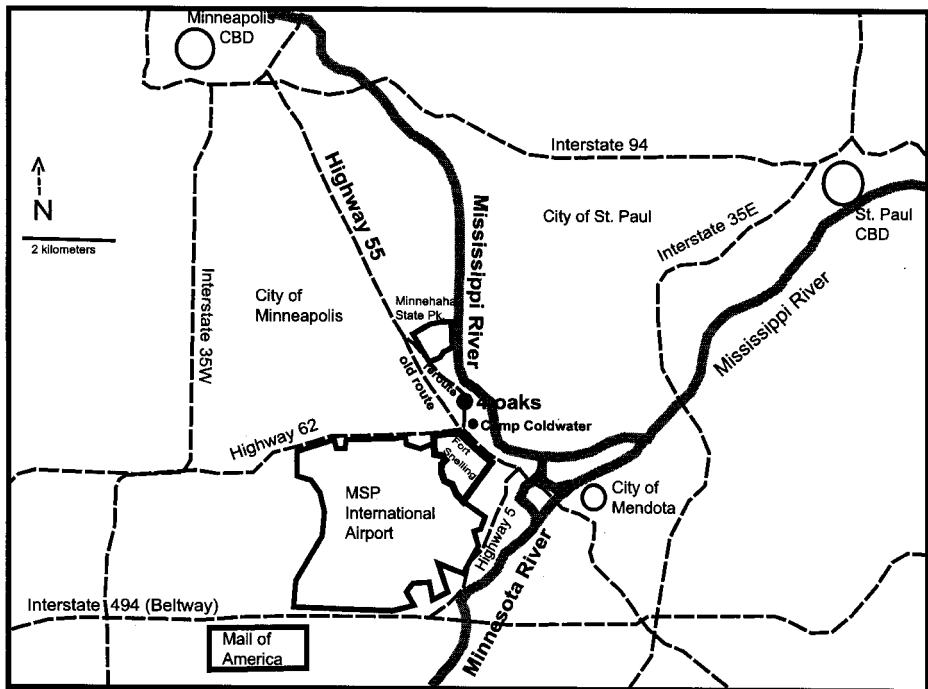 Minneapolis
CBD
Interstate 94
N
2 kilometers
Highway 55
Mississippi River
City of St. Paul
Interstate 35E
St. Paul
CBD
Interstate 35W
City of
Minneapolis
Minnehaha
State Pk.
Mississippi River
reroute
old route
4 oaks
Camp Coldwater
Highway 62
Fort
Snelling
MSP
International
Airport
Highway 5
City of
Mendota
Minnesota River
Interstate 494 (Beltway)
Mall of
America